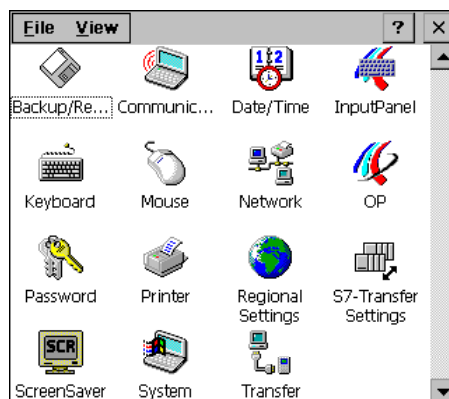 File View ? ×
Backup/Re... Communic... Date/Time InputPanel
Keyboard Mouse Network OP
Password Printer Regional Settings S7-Transfer Settings
SCR
ScreenSaver System Transfer